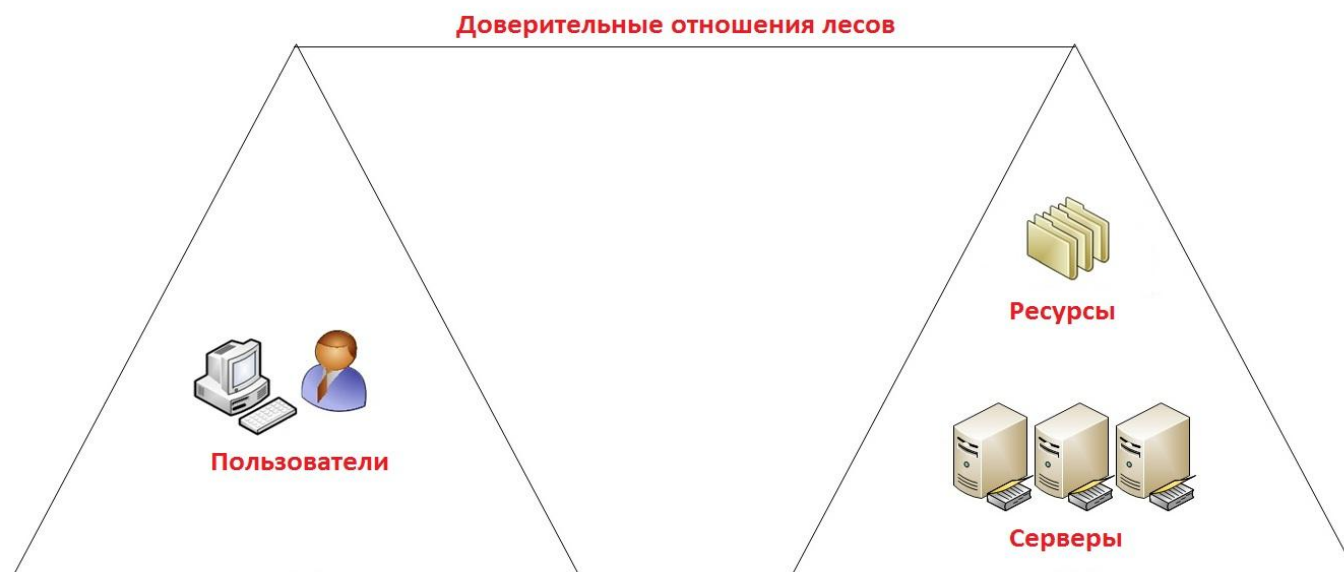 Доверительные отношения лесов
Ресурсы
Пользователи
Серверы